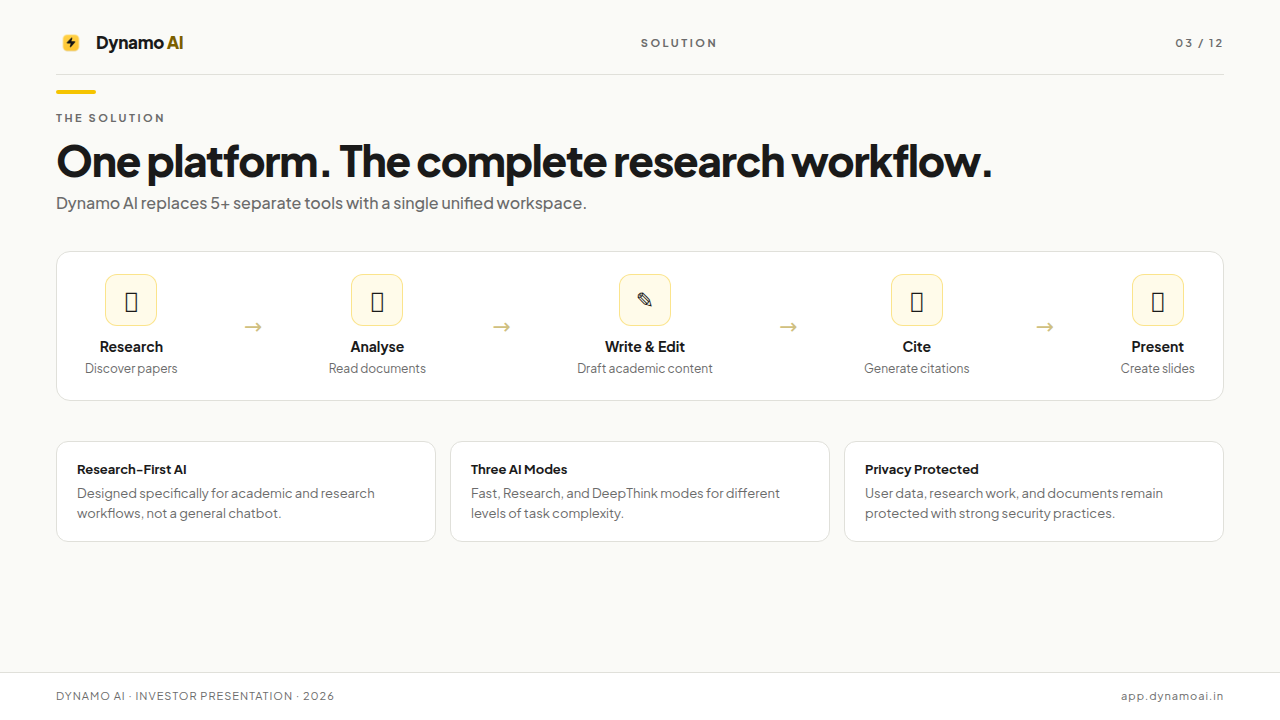 Dynamo AI
SOLUTION
03 / 12
THE SOLUTION
One platform. The complete research workflow.
Dynamo AI replaces 5+ separate tools with a single unified workspace.
Research
Discover papers
→
Analyse
Read documents
→
Write & Edit
Draft academic content
→
Cite
Generate citations
→
Present
Create slides
Research-First AI
Designed specifically for academic and research
workflows, not a general chatbot.
Three AI Modes
Fast, Research, and DeepThink modes for different
levels of task complexity.
Privacy Protected
User data, research work, and documents remain
protected with strong security practices.
DYNAMO AI · INVESTOR PRESENTATION · 2026
app.dynamoai.in